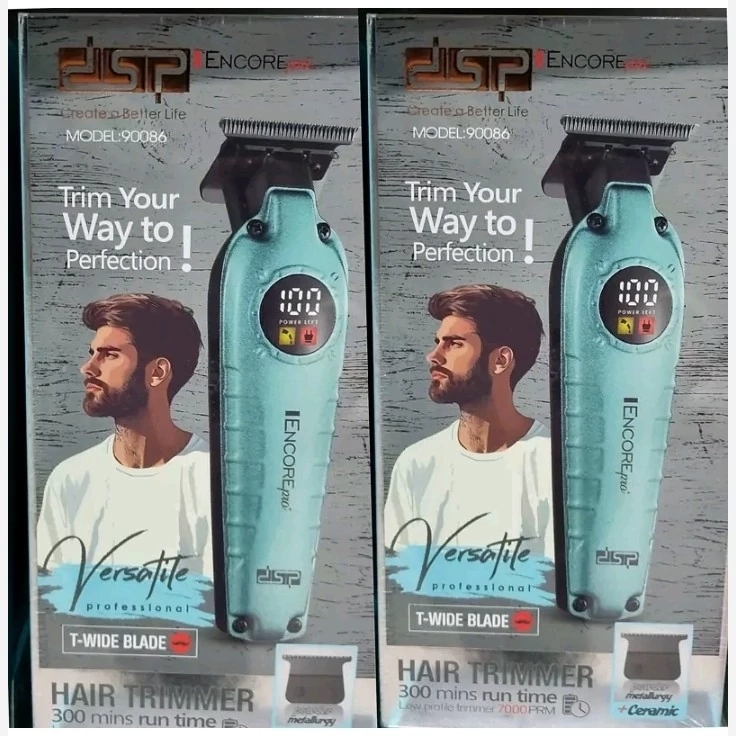 dsp ENCORE pro
Create a Better Life
MODEL:90086
Trim Your
Way to
Perfection !
100
POWER LEFT
ENCORE pro
Versatile
professional
dsp
T-WIDE BLADE
HAIR TRIMMER
300 mins run time
metallurgy
dsp ENCORE pro
Create a Better Life
MODEL:90086
Trim Your
Way to
Perfection !
100
POWER LEFT
ENCORE pro
Versatile
professional
dsp
T-WIDE BLADE
HAIR TRIMMER
300 mins run time
Low profile trimmer 7000PRM
metallurgy
+Ceramic